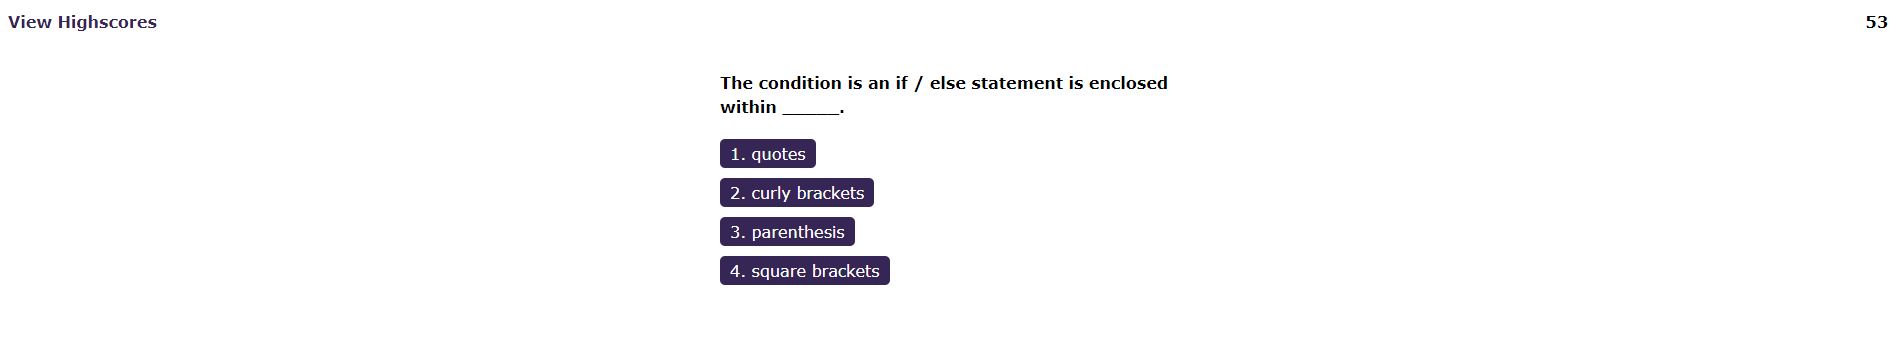 View Highscores
53
The condition is an if / else statement is enclosed
within _____.
1. quotes
2. curly brackets
3. parenthesis
4. square brackets